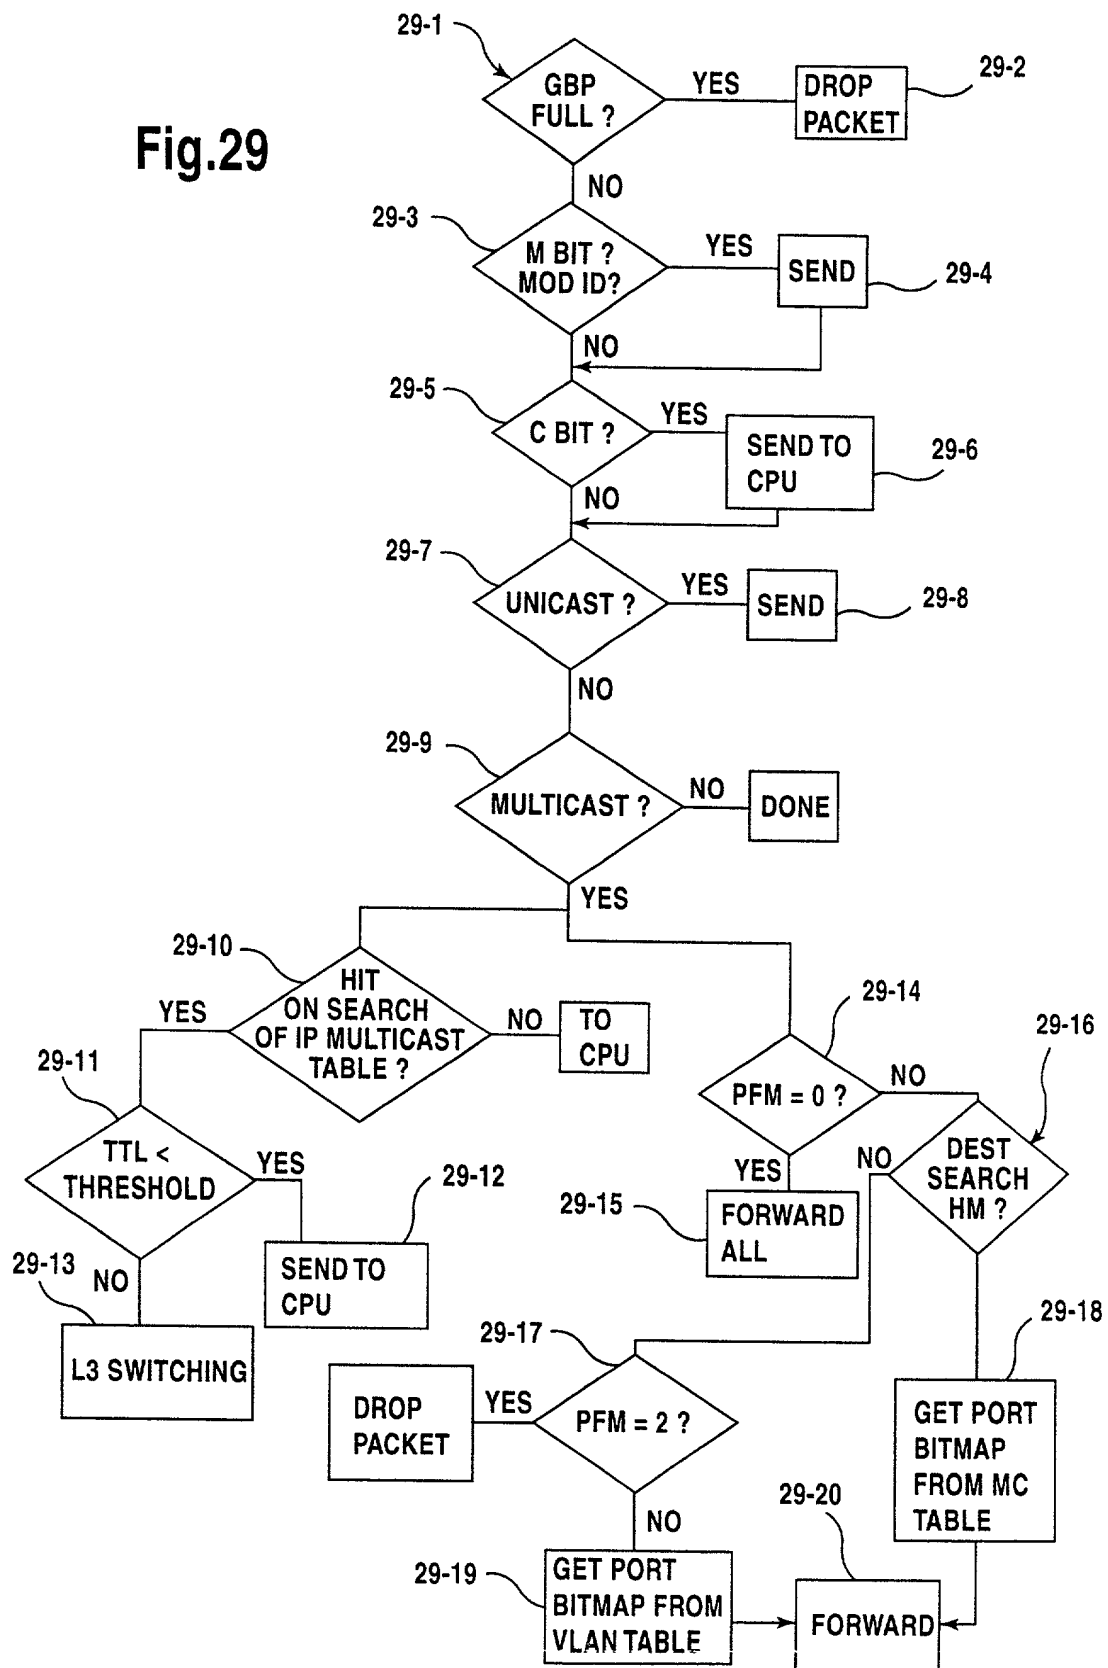 Fig.29
29-1
GBP
FULL ?
YES
DROP
PACKET
29-2
NO
29-3
M BIT ?
MOD ID?
YES
SEND
29-4
NO
29-5
C BIT ?
YES
SEND TO
CPU
29-6
NO
29-7
UNICAST ?
YES
SEND
29-8
NO
29-9
MULTICAST ?
NO
DONE
YES
29-10
HIT
ON SEARCH
OF IP MULTICAST
TABLE ?
YES
NO
TO
CPU
29-11
TTL <
THRESHOLD
YES
29-12
SEND TO
CPU
29-13
NO
L3 SWITCHING
29-14
PFM = 0 ?
NO
YES
29-15
FORWARD
ALL
29-16
DEST
SEARCH
HM ?
NO
29-17
PFM = 2 ?
YES
DROP
PACKET
NO
29-18
GET PORT
BITMAP
FROM MC
TABLE
29-19
GET PORT
BITMAP FROM
VLAN TABLE
29-20
FORWARD